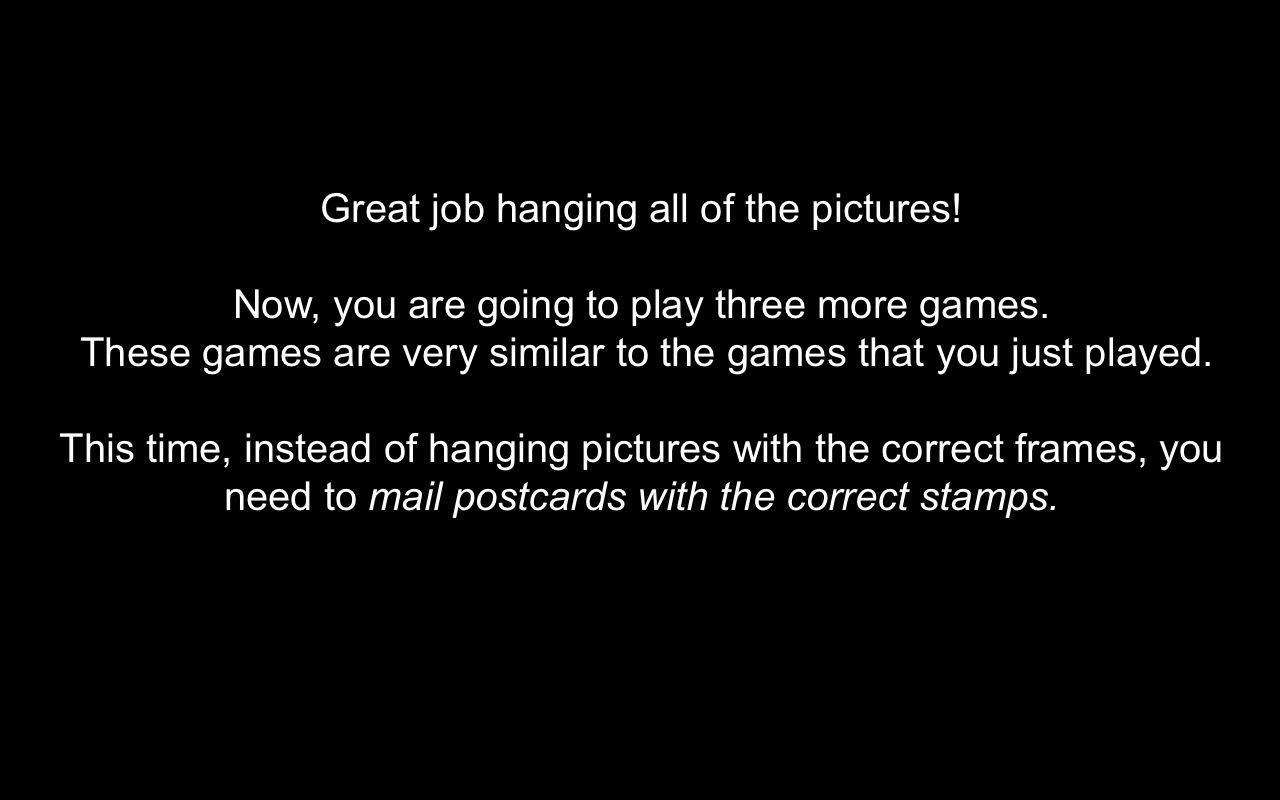 Great job hanging all of the pictures!
Now, you are going to play three more games.
These games are very similar to the games that you just played.
This time, instead of hanging pictures with the correct frames, you
need to mail postcards with the correct stamps.